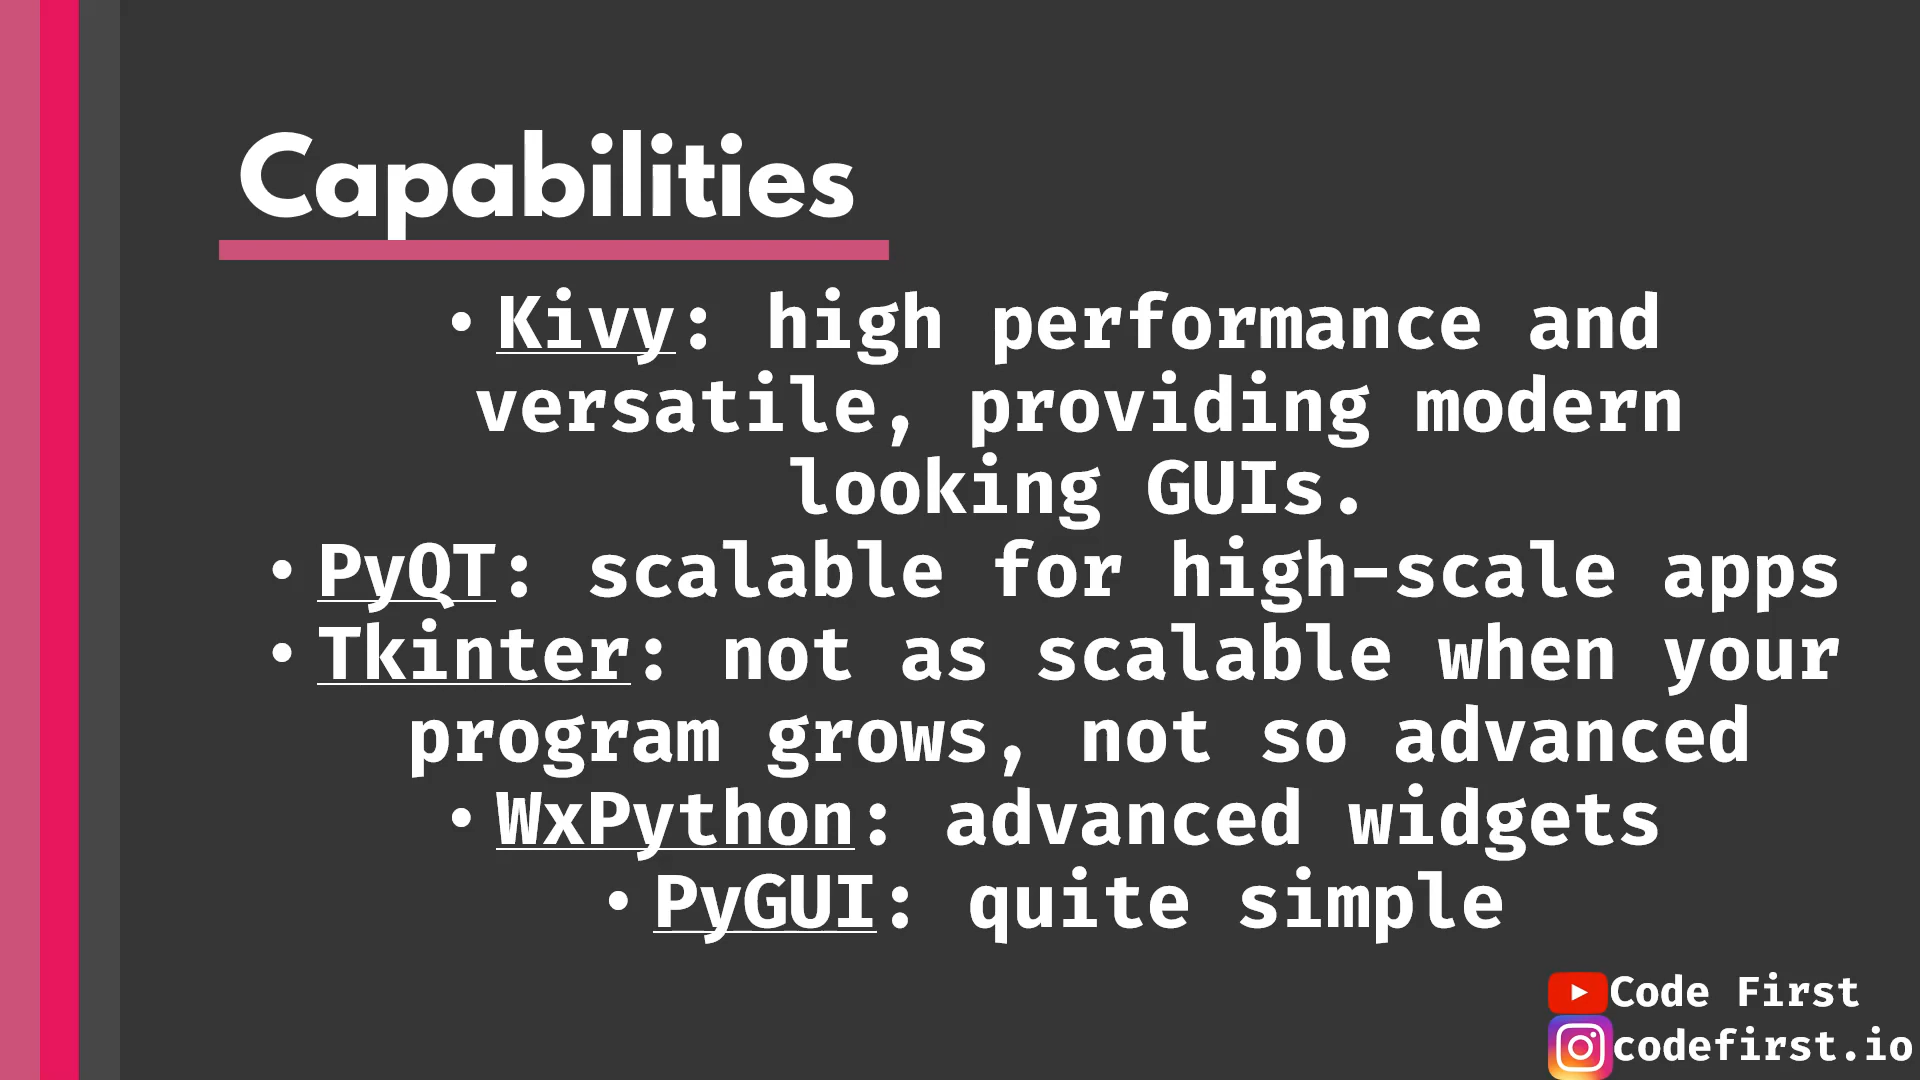 Capabilities
• Kivy: high performance and
versatile, providing modern
looking GUIs.
• PyQT: scalable for high-scale apps
• Tkinter: not as scalable when your
program grows, not so advanced
• WxPython: advanced widgets
• PyGUI: quite simple
Code First
codefirst.io